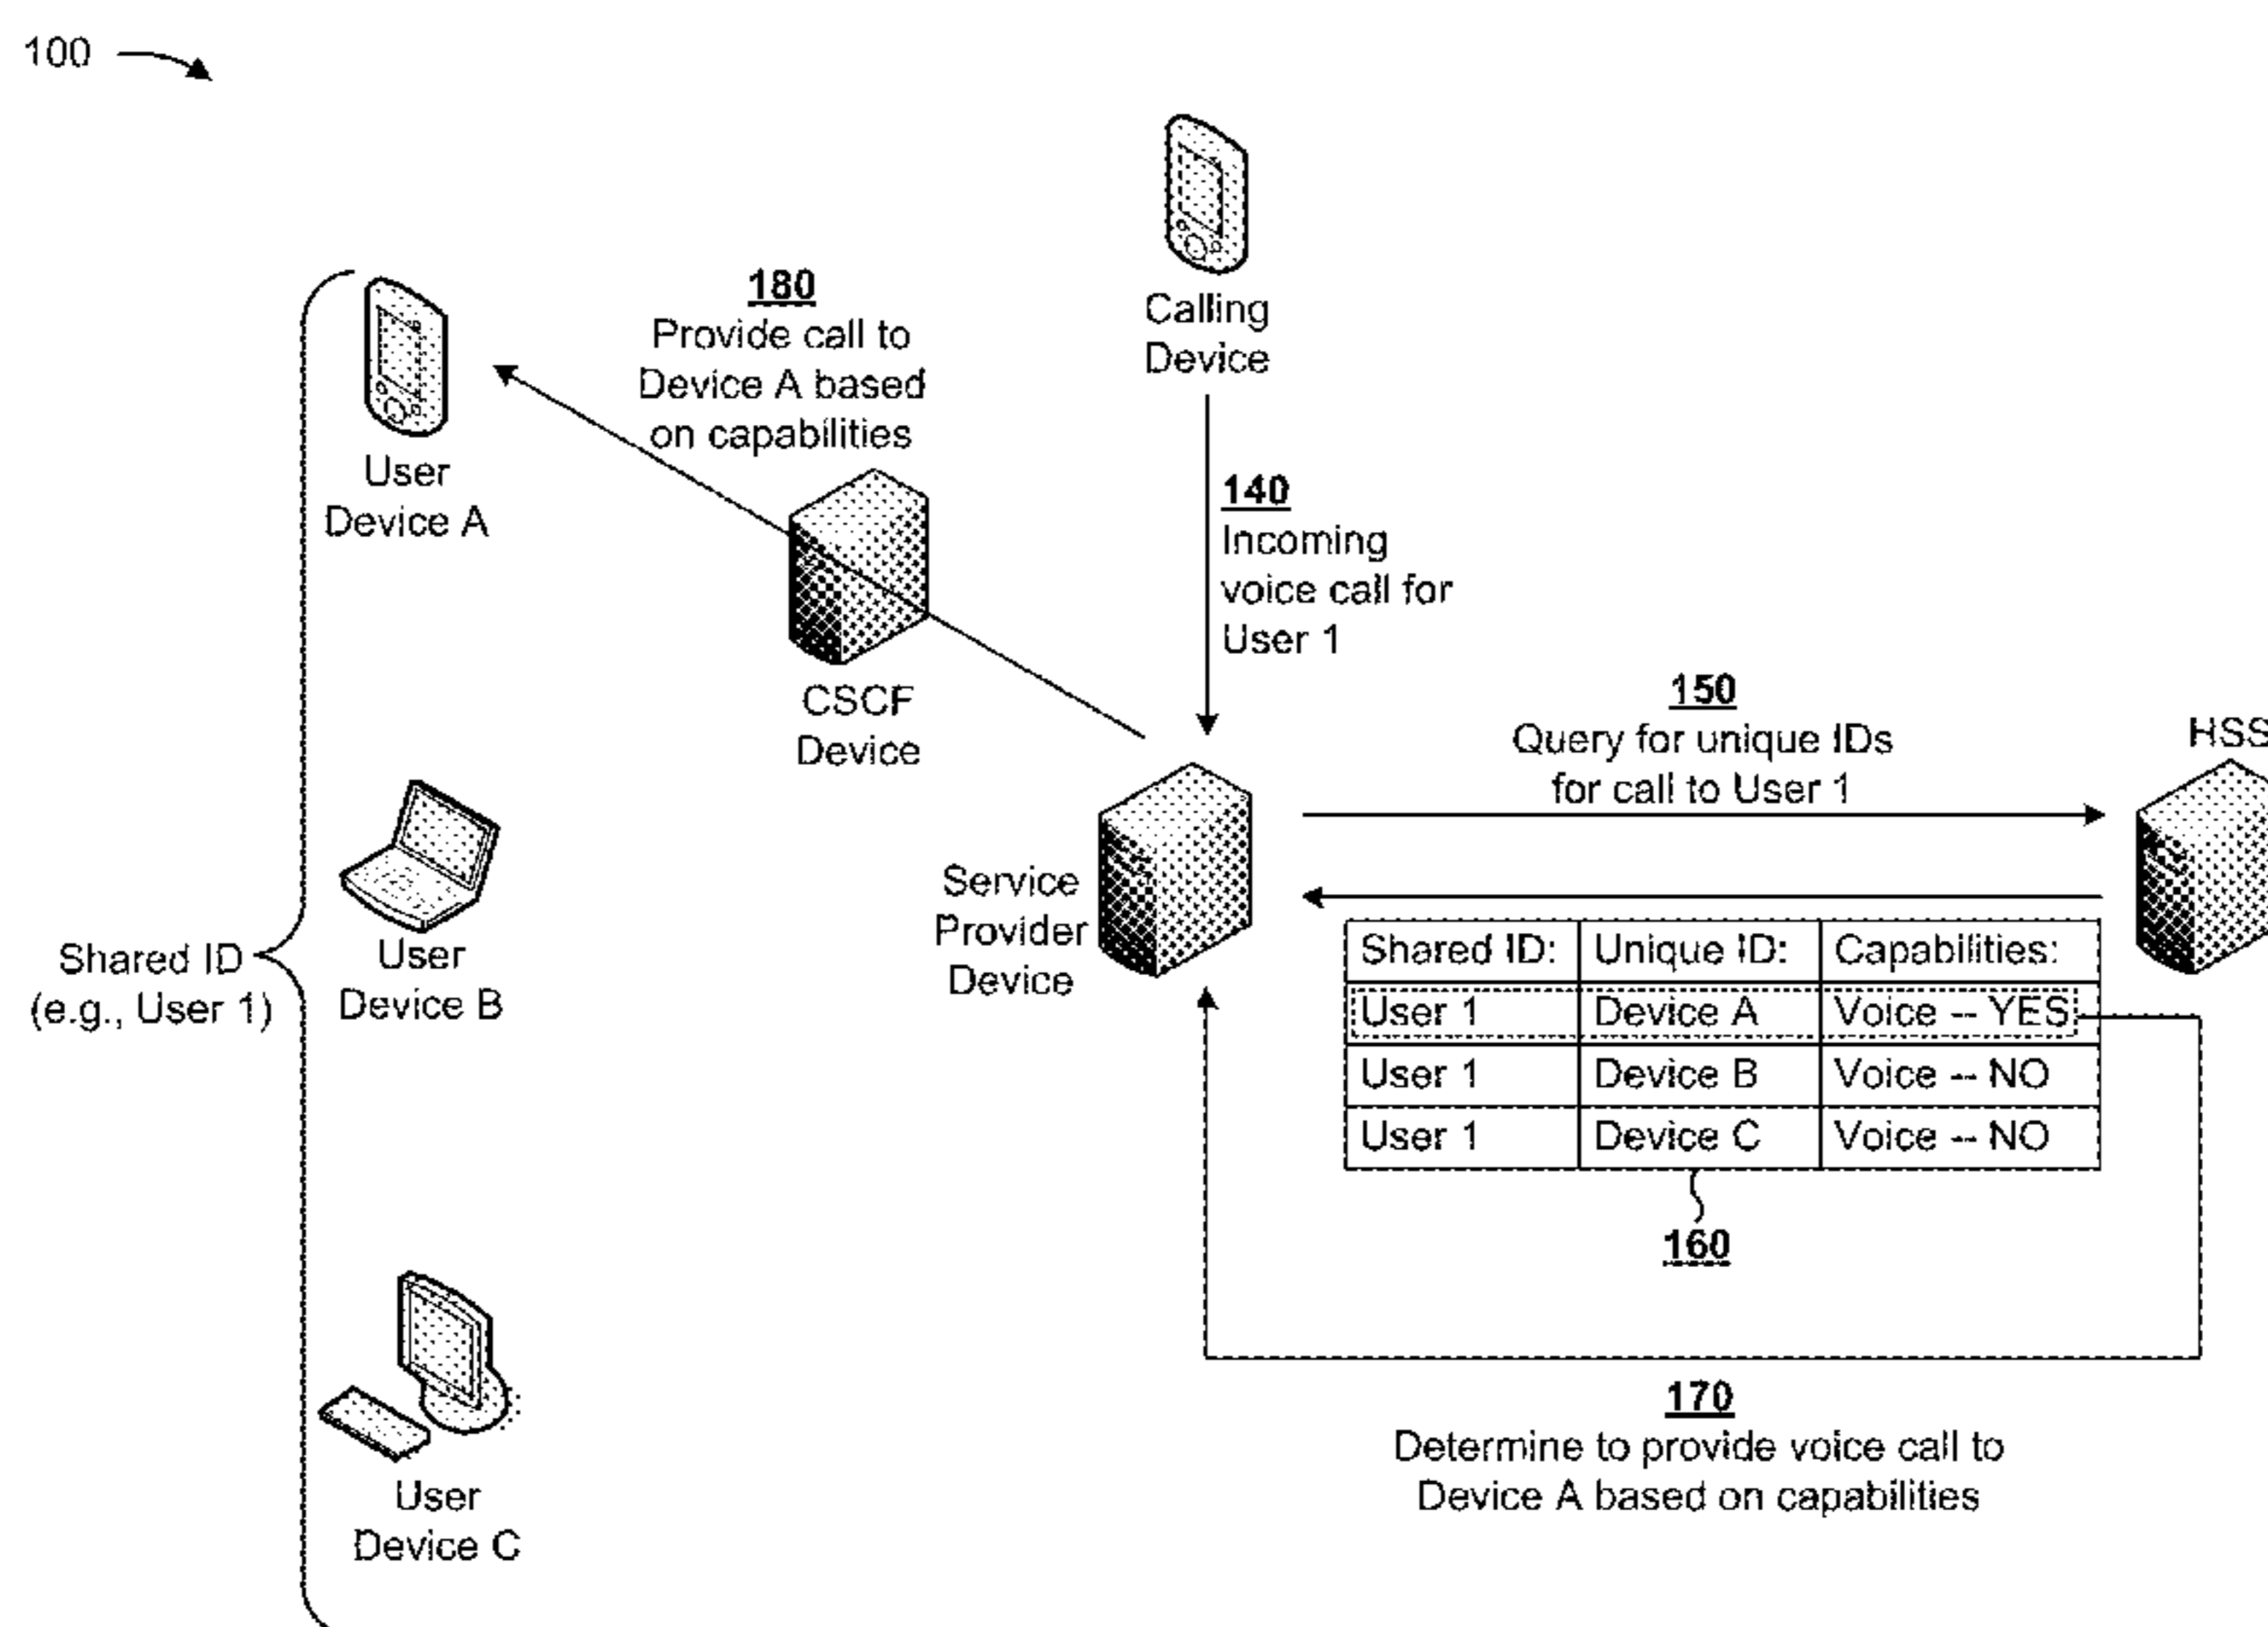 100
180
Provide call to
Device A based
on capabilities
Calling
Device
User
Device A
140
Incoming
voice call for
User 1
CSCF
Device
150
Query for unique IDs
for call to User 1
HSS
Service
Provider
Device
Shared ID
(e.g., User 1)
User
Device B
Shared ID: Unique ID: Capabilities:
User 1 Device A Voice -- YES
User 1 Device B Voice -- NO
User 1 Device C Voice -- NO
160
170
Determine to provide voice call to
Device A based on capabilities
User
Device C